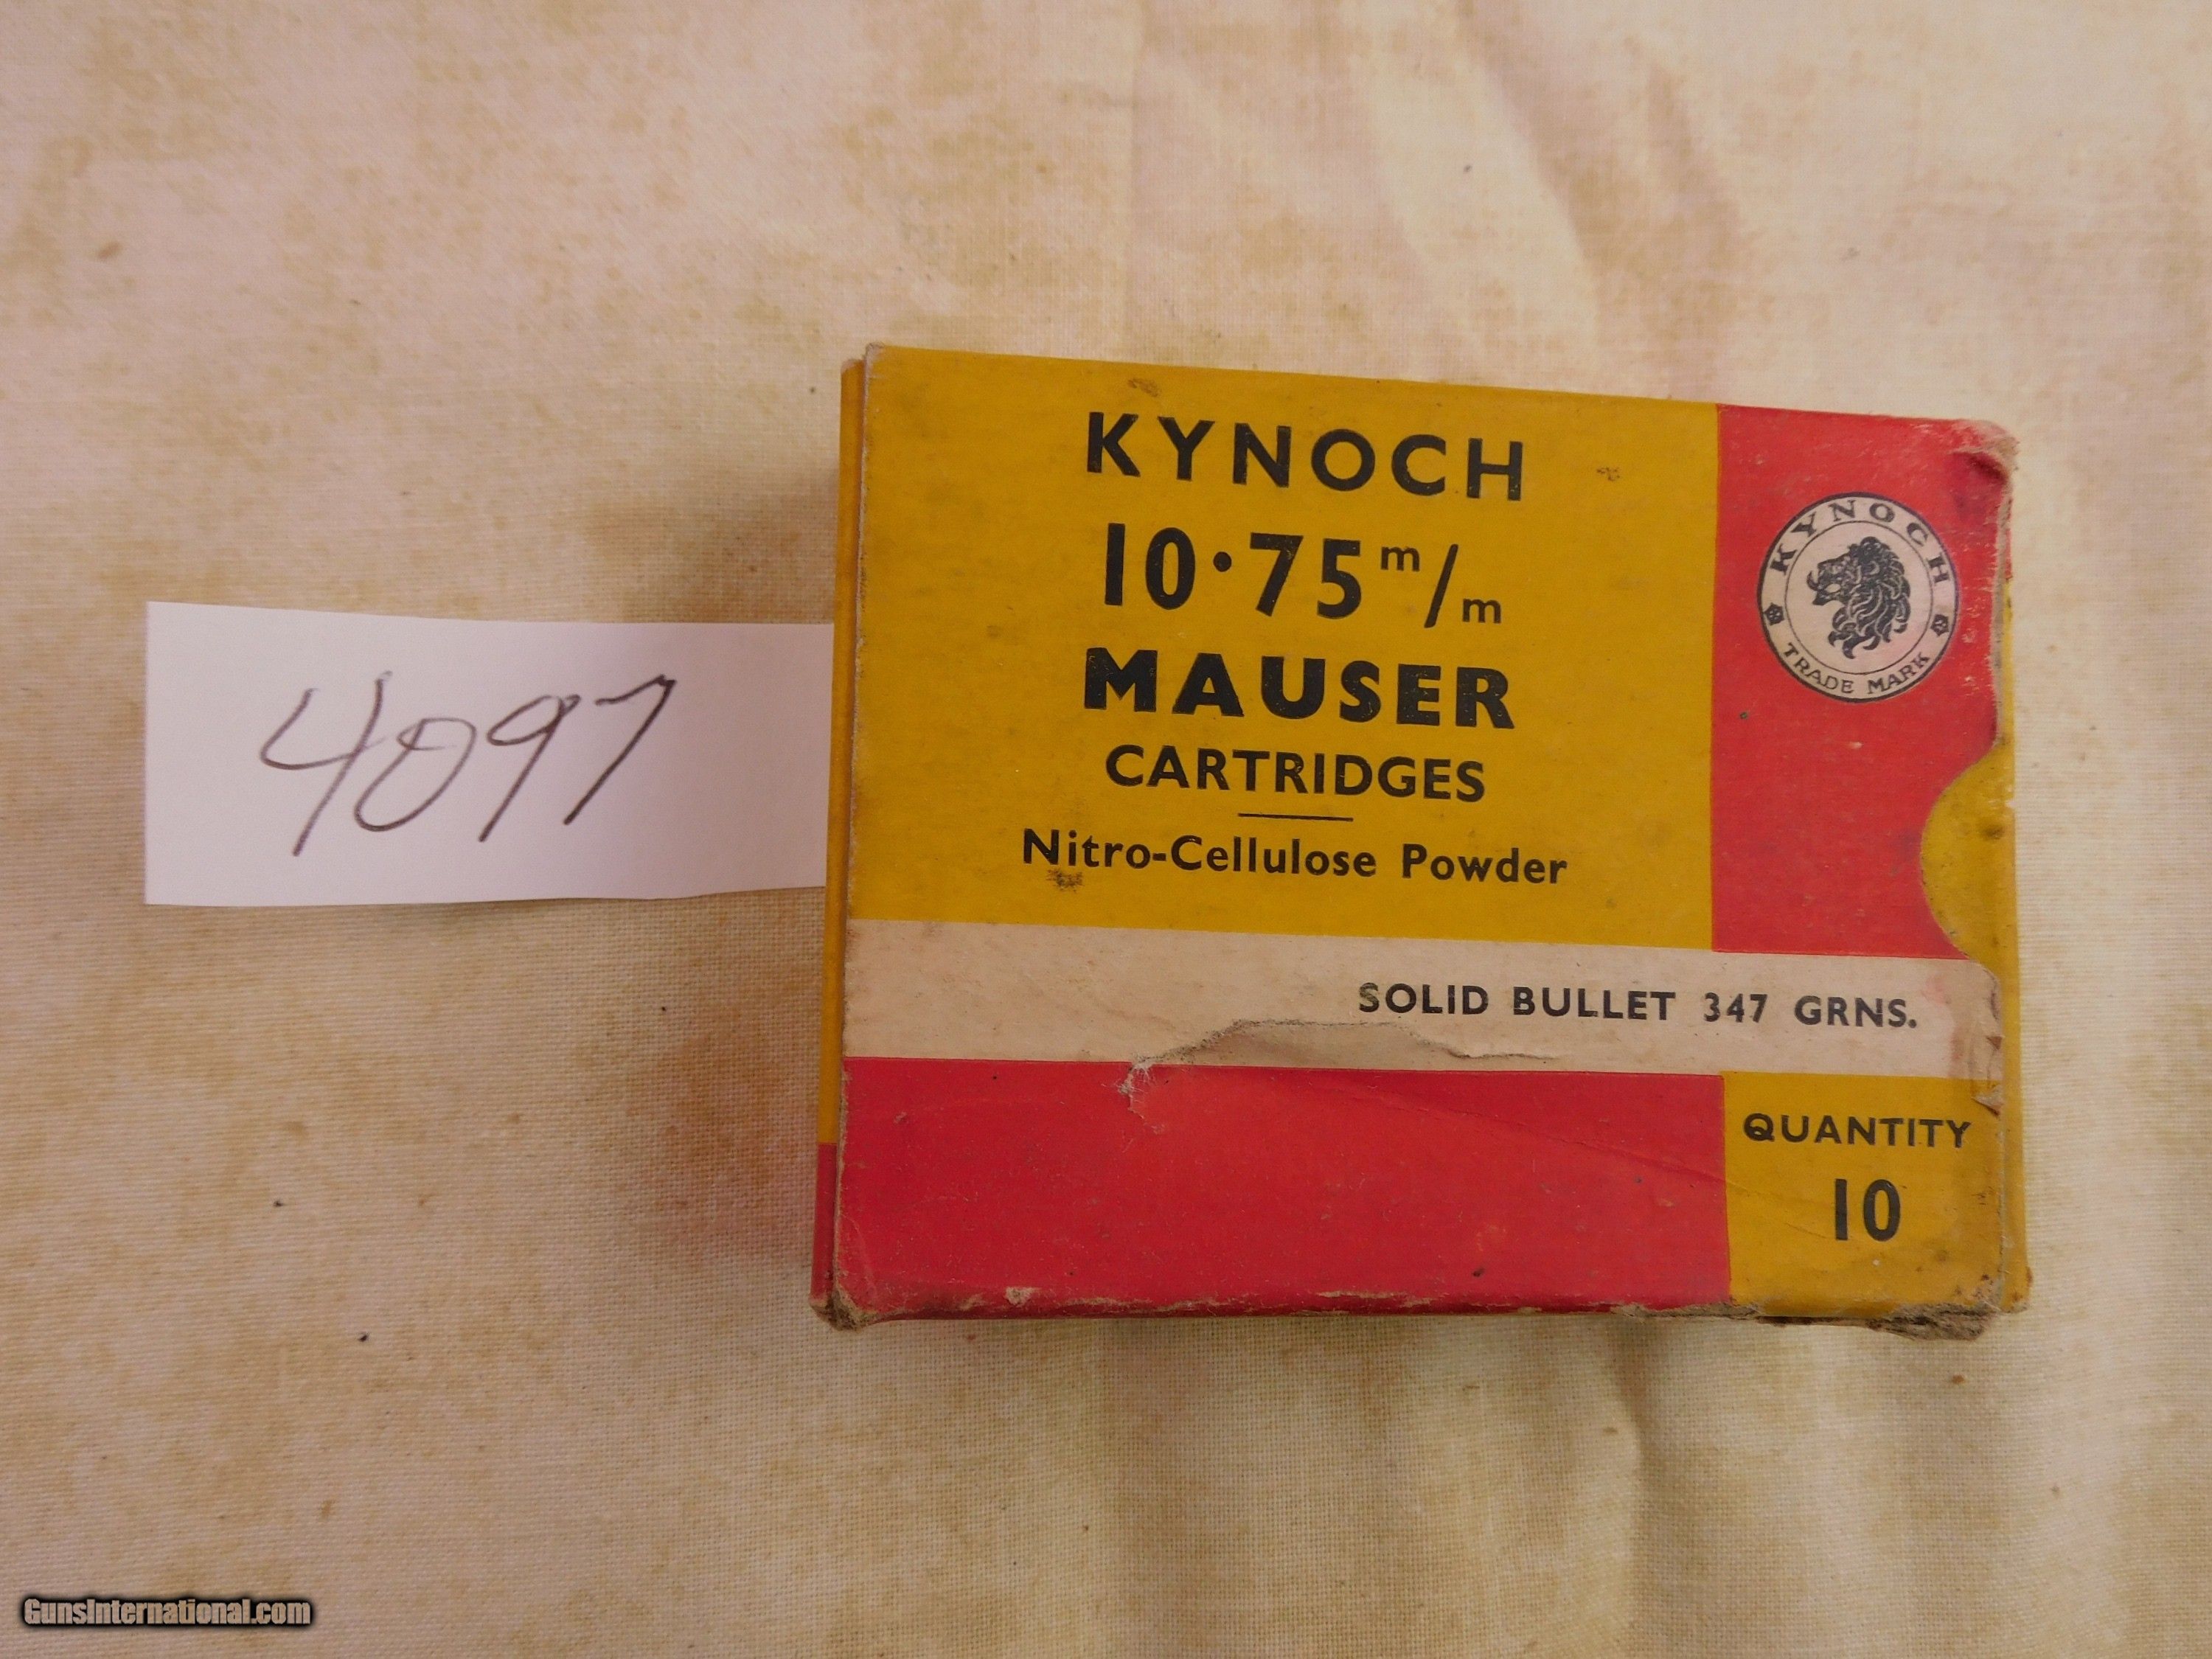 4097
KYNOCH
10·75 m/m
MAUSER
CARTRIDGES
Nitro-Cellulose Powder
KYNOCH
TRADE MARK
SOLID BULLET 347 GRNS.
QUANTITY
10
GunsInternational.com